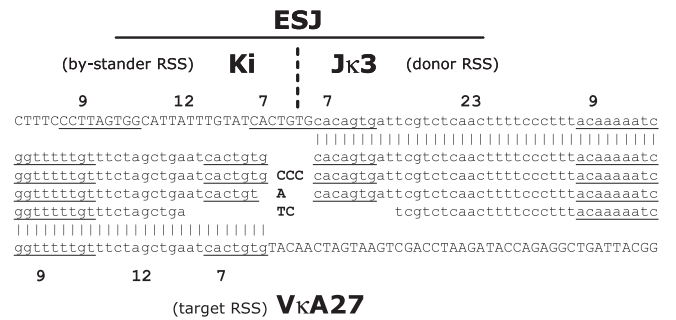 ESJ
(by-stander RSS) Ki Jκ3 (donor RSS)
9 12 7 7 23 9
CTTTCCCTTAGTGGCATTATTTGTATCACTGTGcacagtgattcgtctcaacttttccctttacaaaaatc
||||||||||||||||||||||||||||||||||||||
ggtttttgtttctagctgaatcactgtg cacagtgattcgtctcaacttttccctttacaaaaatc
ggtttttgtttctagctgaatcactgtg CCC cacagtgattcgtctcaacttttccctttacaaaaatc
ggtttttgtttctagctgaatcactgt A cacagtgattcgtctcaacttttccctttacaaaaatc
ggtttttgtttctagctga TC tcgtctcaacttttccctttacaaaaatc
||||||||||||||||||||||||||||
ggtttttgtttctagctgaatcactgtgTACAACTAGTAAGTCGACCTAAGATACCAGAGGCTGATTACGG
9 12 7
(target RSS) VκA27